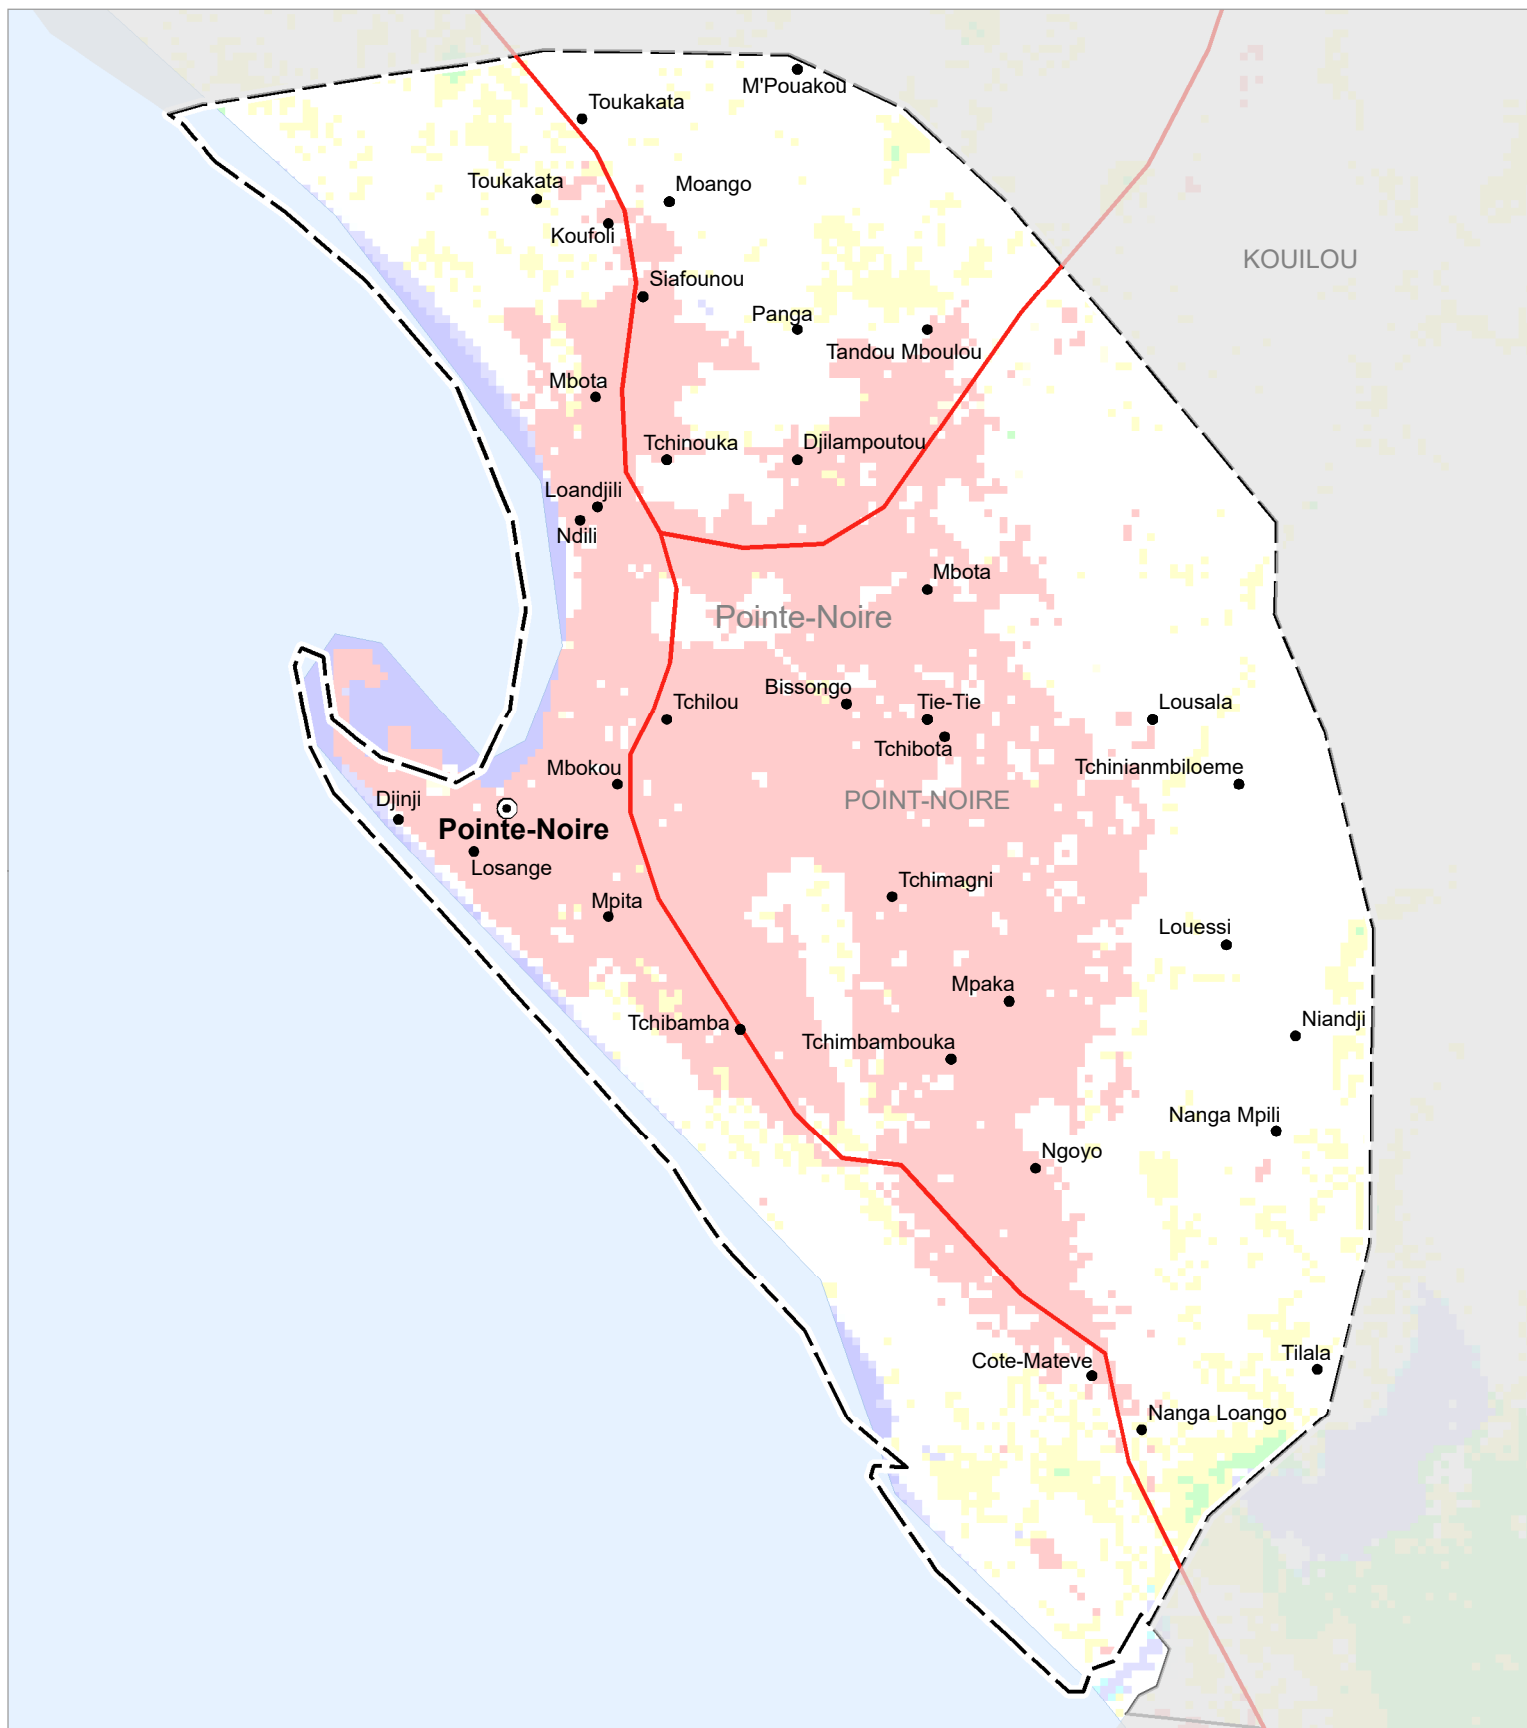 M'Pouakou
Toukakata
Toukakata
Moango
Koufoli
KOUILOU
Siafounou
Panga
Tandou Mboulou
Mbota
Tchinouka
Djilampoutou
Loandjili
Ndili
Mbota
Pointe-Noire
Bissongo
Tchilou
Tie-Tie
Lousala
Tchibota
Mbokou
Tchinianmbiloeme
Djinji
POINT-NOIRE
Pointe-Noire
Losange
Tchimagni
Mpita
Louessi
Mpaka
Tchibamba
Niandji
Tchimbambouka
Nanga Mpili
Ngoyo
Cote-Mateve
Tilala
Nanga Loango